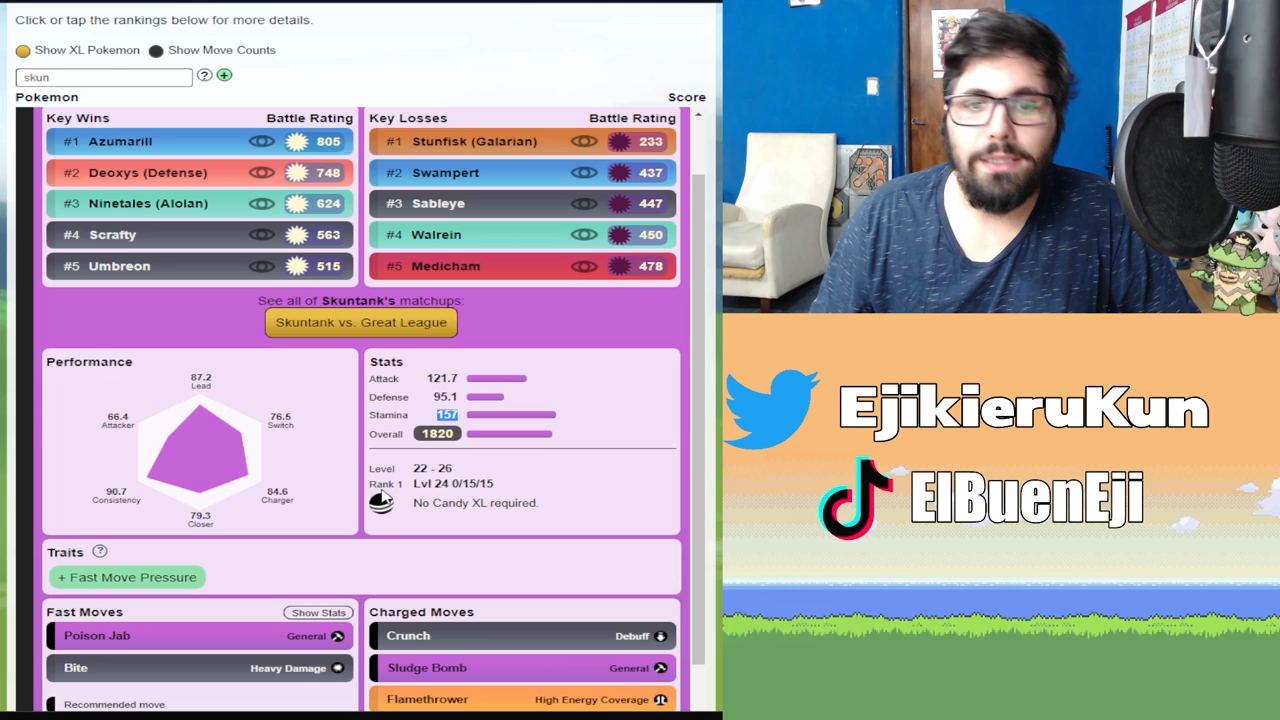 Click or tap the rankings below for more details.
Show XL Pokemon Show Move Counts
skun ? +
Pokemon Score
Key Wins Battle Rating
#1 Azumarill 805
#2 Deoxys (Defense) 748
#3 Ninetales (Alolan) 624
#4 Scrafty 563
#5 Umbreon 515
Key Losses Battle Rating
#1 Stunfisk (Galarian) 233
#2 Swampert 437
#3 Sableye 447
#4 Walrein 450
#5 Medicham 478
See all of Skuntank's matchups:
Skuntank vs. Great League
Performance
87.2
Lead
66.4
Attacker
76.5
Switch
90.7
Consistency
84.6
Charger
79.3
Closer
Stats
Attack 121.7
Defense 95.1
Stamina 157
Overall 1820
Level 22 - 26
Rank 1 Lvl 24 0/15/15
No Candy XL required.
Traits ?
+ Fast Move Pressure
Fast Moves Show Stats
Poison Jab General
Bite Heavy Damage
Recommended move
Charged Moves
Crunch Debuff
Sludge Bomb General
Flamethrower High Energy Coverage
EjikieruKun
ElBuenEji